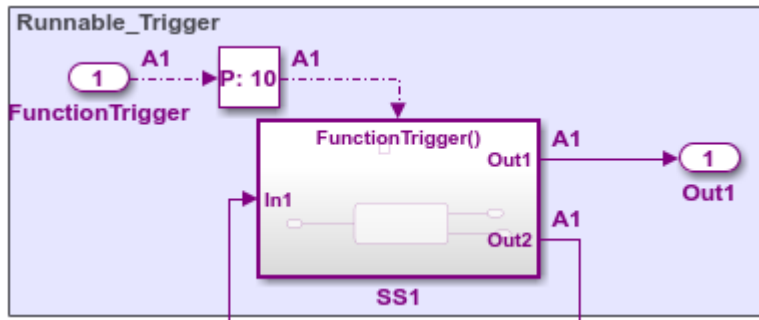 Runnable_Trigger
A1
A1
1
P: 10
FunctionTrigger
FunctionTrigger()
A1
Out1
1
In1
Out1
A1
Out2
SS1